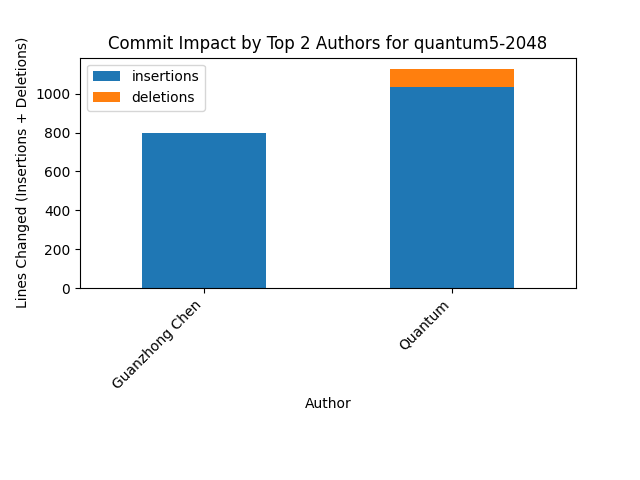 Commit Impact by Top 2 Authors for quantum5-2048
insertions
deletions
Lines Changed (Insertions + Deletions)
1000
800
600
400
200
0
Guanzhong Chen
Quantum
Author